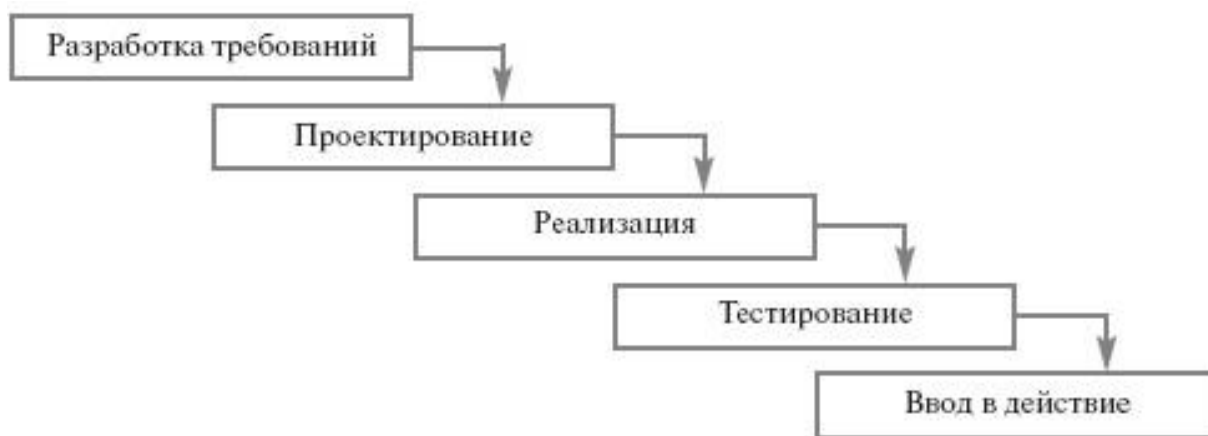 Разработка требований
Проектирование
Реализация
Тестирование
Ввод в действие